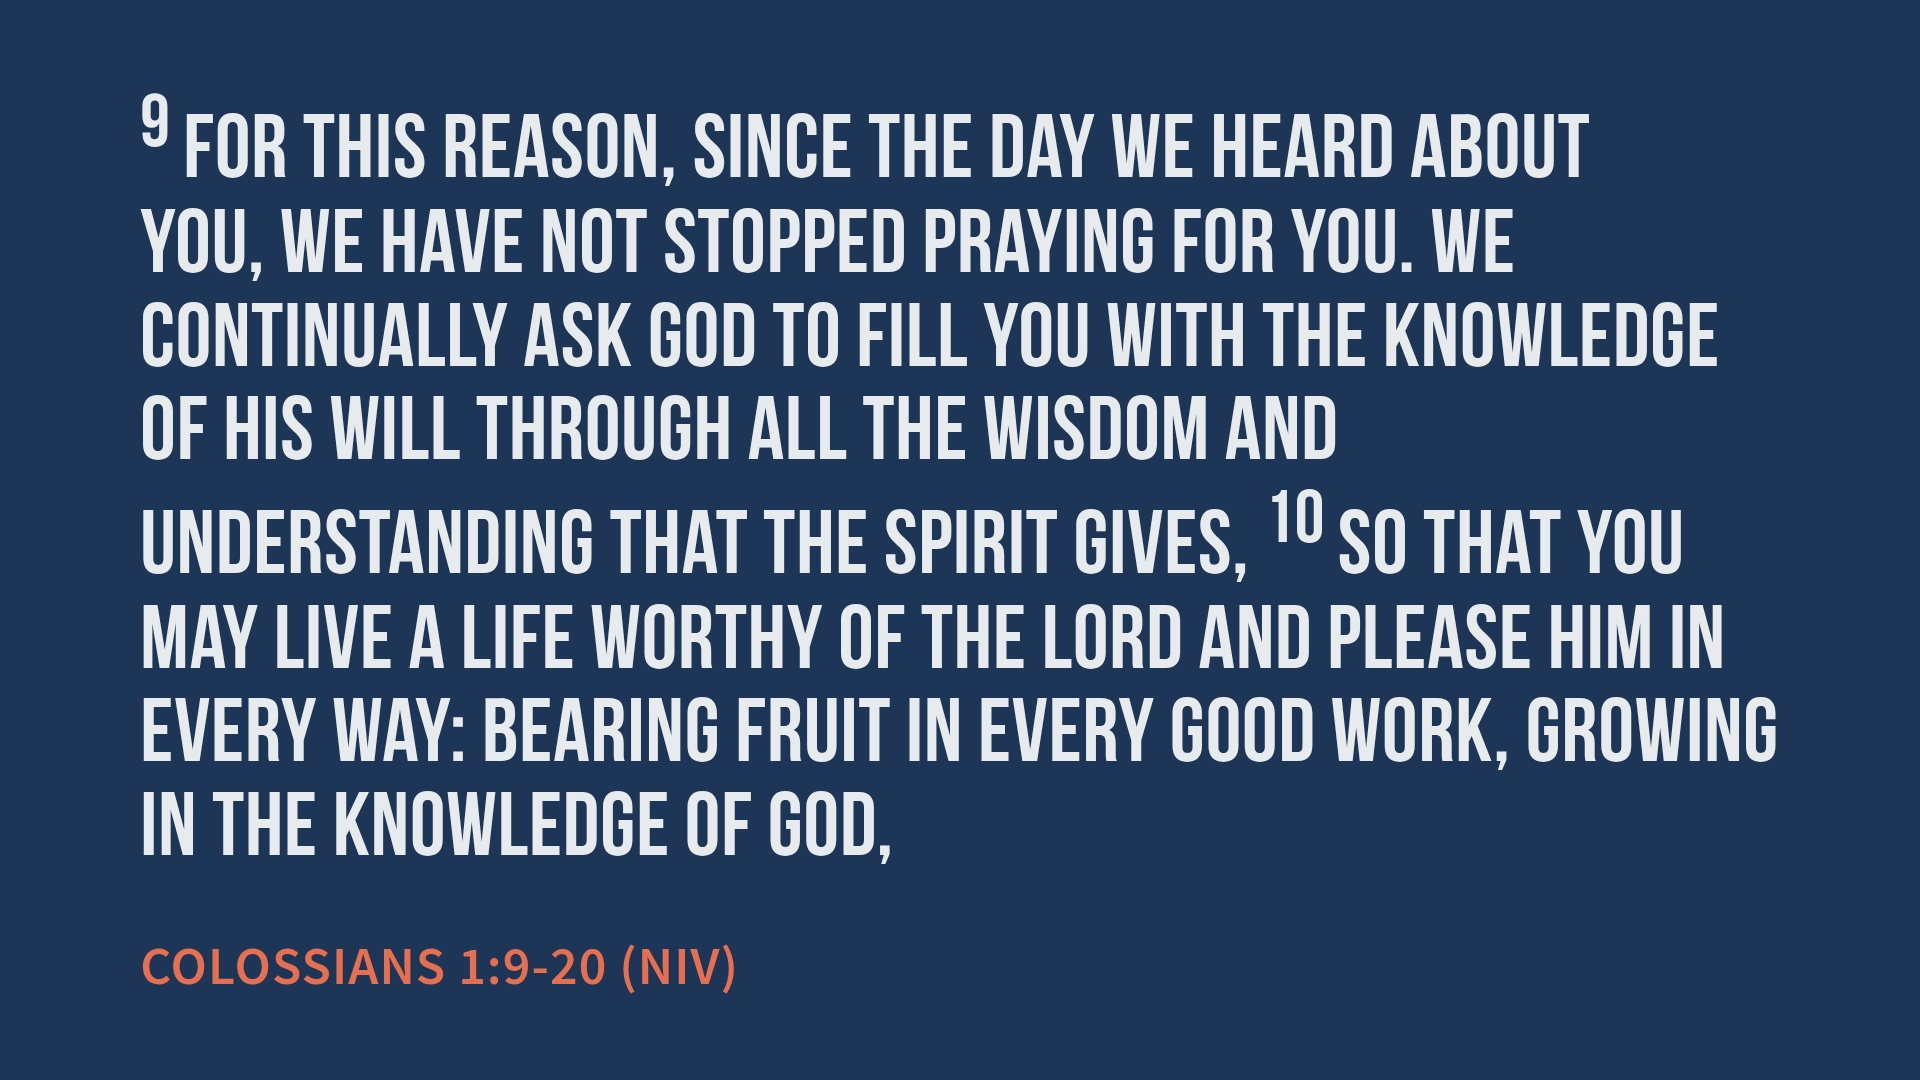 9 FOR THIS REASON, SINCE THE DAY WE HEARD ABOUT
YOU, WE HAVE NOT STOPPED PRAYING FOR YOU. WE
CONTINUALLY ASK GOD TO FILL YOU WITH THE KNOWLEDGE
OF HIS WILL THROUGH ALL THE WISDOM AND
UNDERSTANDING THAT THE SPIRIT GIVES, 10 SO THAT YOU
MAY LIVE A LIFE WORTHY OF THE LORD AND PLEASE HIM IN
EVERY WAY: BEARING FRUIT IN EVERY GOOD WORK, GROWING
IN THE KNOWLEDGE OF GOD,
COLOSSIANS 1:9-20 (NIV)